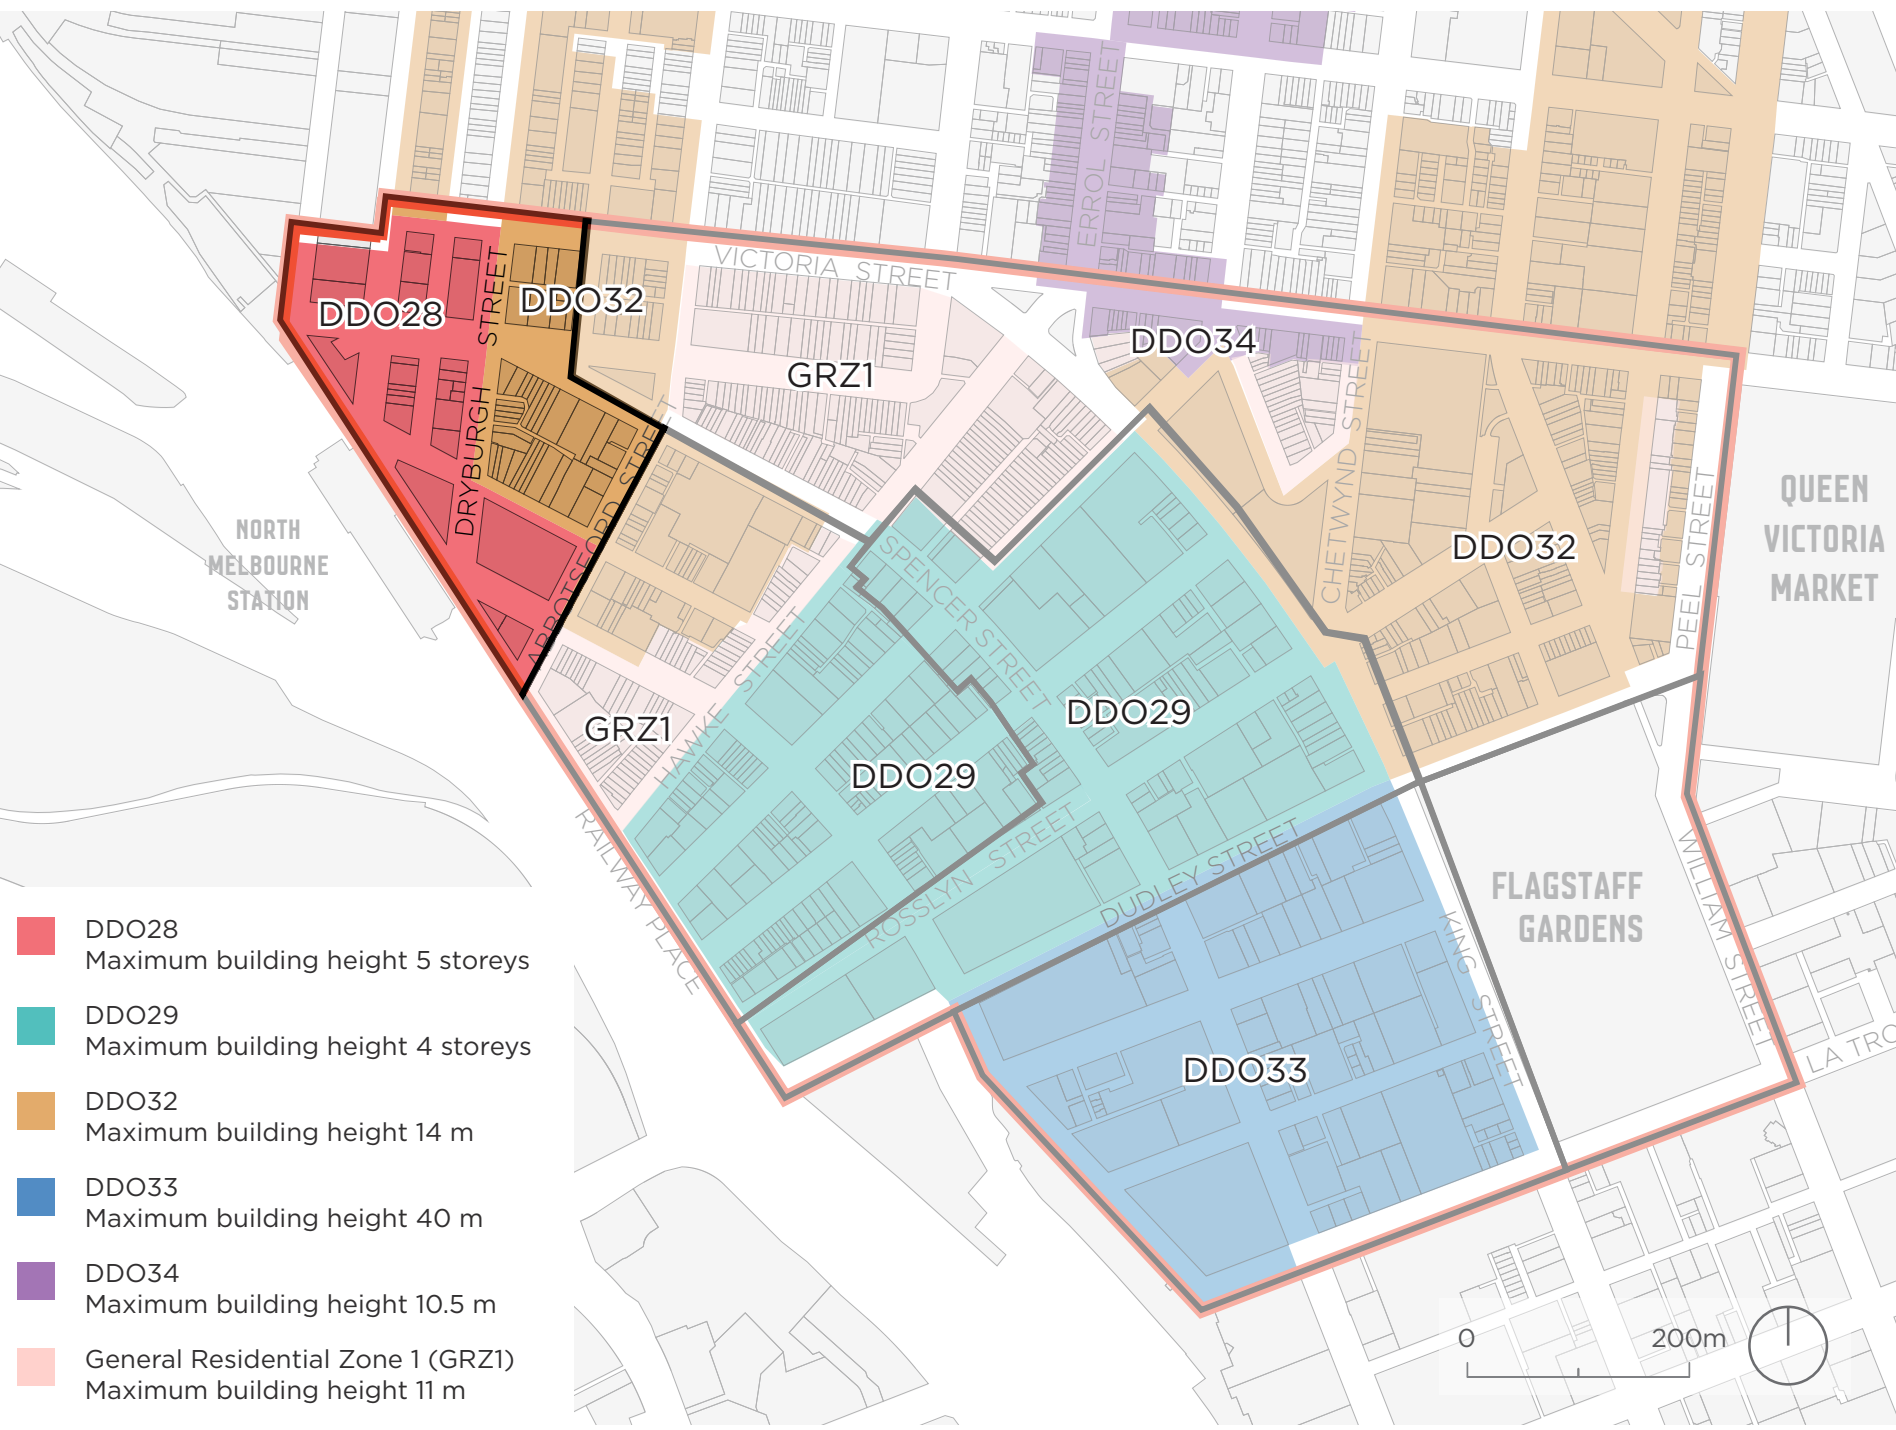 DDO28
DRYBURGH STREET
DDO32
VICTORIA STREET
ERROL STREET
DDO34
GRZ1
CHETWYND STREET
DDO32
PEEL STREET
QUEEN
VICTORIA
MARKET
NORTH
MELBOURNE
STATION
ABBOTSFORD STREET
SPENCER STREET
HAWKE STREET
GRZ1
DDO29
DDO29
ROSSLYN STREET
DUDLEY STREET
RAILWAY PLACE
KING STREET
FLAGSTAFF
GARDENS
WILLIAM STREET
LA TRO
DDO33
DDO28
Maximum building height 5 storeys
DDO29
Maximum building height 4 storeys
DDO32
Maximum building height 14 m
DDO33
Maximum building height 40 m
DDO34
Maximum building height 10.5 m
General Residential Zone 1 (GRZ1)
Maximum building height 11 m
0 200m